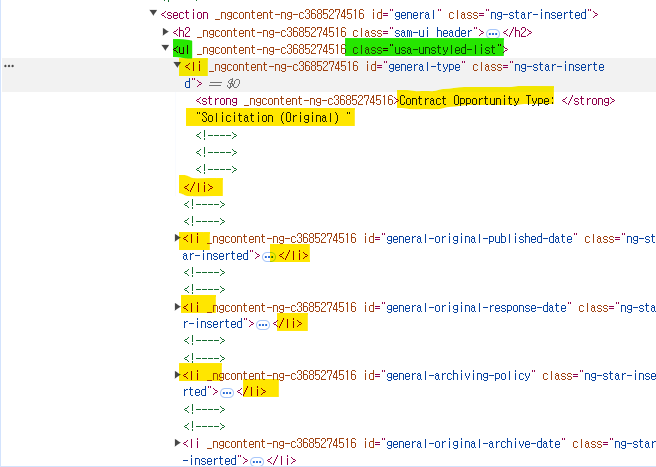 <section _ngcontent-ng-c3685274516 id="general" class="ng-star-inserted">
<h2 _ngcontent-ng-c3685274516 class="sam-ui header">…</h2>
<ul _ngcontent-ng-c3685274516 class="usa-unstyled-list">
… <li _ngcontent-ng-c3685274516 id="general-type" class="ng-star-inserte
d"> == $0
<strong _ngcontent-ng-c3685274516>Contract Opportunity Type: </strong>
"Solicitation (Original) "
<!---->
<!---->
<!---->
</li>
<!---->
<!---->
<li _ngcontent-ng-c3685274516 id="general-original-published-date" class="ng-st
ar-inserted">…</li>
<!---->
<!---->
<li _ngcontent-ng-c3685274516 id="general-original-response-date" class="ng-sta
r-inserted">…</li>
<!---->
<!---->
<li _ngcontent-ng-c3685274516 id="general-archiving-policy" class="ng-star-inse
rted">…</li>
<!---->
<!---->
<li _ngcontent-ng-c3685274516 id="general-original-archive-date" class="ng-star
-inserted">…</li>